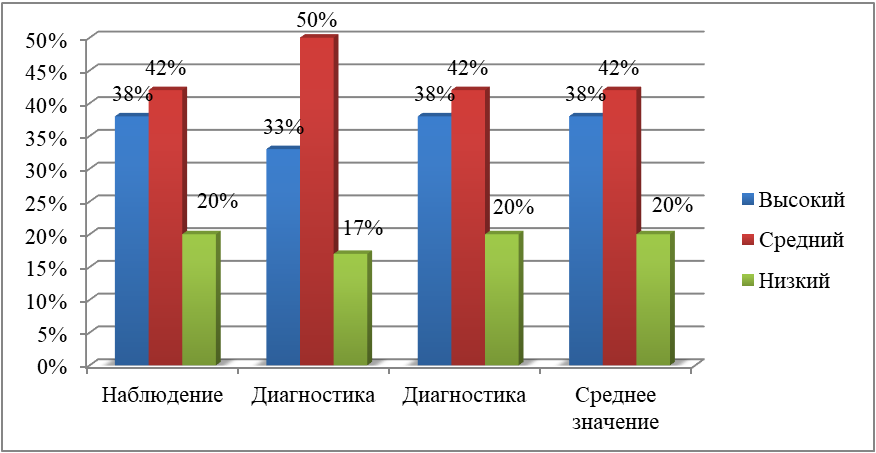 50%
45%
40%
35%
30%
25%
20%
15%
10%
5%
0%
38%
42%
20%
33%
50%
17%
38%
42%
20%
38%
42%
20%
Наблюдение
Диагностика
Диагностика
Среднее
значение
Высокий
Средний
Низкий